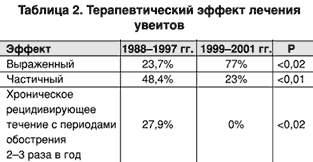 Таблица 2. Терапевтический эффект лечения
увеитов
Эффект 1988–1997 гг. 1999–2001 гг. P
Выраженный 23,7% 77% <0,02
Частичный 48,4% 23% <0,01
Хроническое
рецидивирующее
течение с периодами 27,9% 0% <0,02
обострения
2–3 раза в год